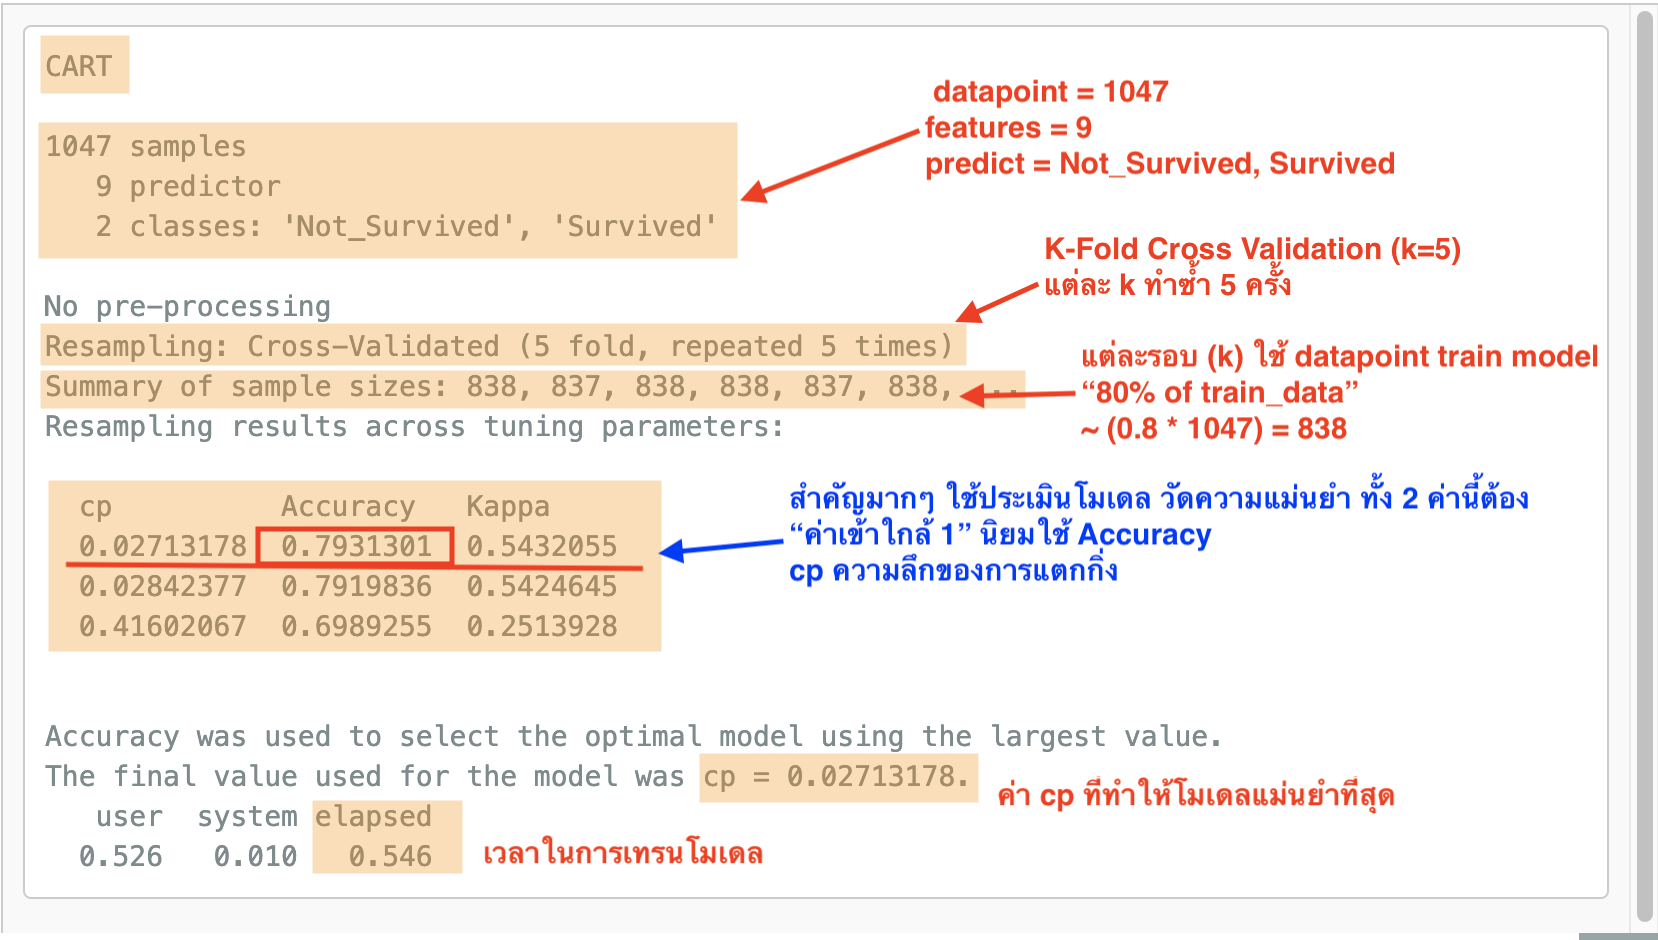 CART
datapoint = 1047
features = 9
predict = Not_Survived, Survived
1047 samples
9 predictor
2 classes: 'Not_Survived', 'Survived'
K-Fold Cross Validation (k=5)
แต่ละ k ทำซ้ำ 5 ครั้ง
No pre-processing
Resampling: Cross-Validated (5 fold, repeated 5 times)
Summary of sample sizes: 838, 837, 838, 838, 837, 838, ...
Resampling results across tuning parameters:
แต่ละรอบ (k) ใช้ datapoint train model
“80% of train_data”
~ (0.8 * 1047) = 838
cp Accuracy Kappa
0.02713178 0.7931301 0.5432055
0.02842377 0.7919836 0.5424645
0.41602067 0.6989255 0.2513928
สำคัญมากๆ ใช้ประเมินโมเดล วัดความแม่นยำ ทั้ง 2 ค่านี้ต้อง
“ค่าเข้าใกล้ 1” นิยมใช้ Accuracy
cp ความลึกของการแตกกิ่ง
Accuracy was used to select the optimal model using the largest value.
The final value used for the model was cp = 0.02713178.
ค่า cp ที่ทำให้โมเดลแม่นยำที่สุด
user system elapsed
0.526 0.010 0.546
เวลาในการเทรนโมเดล